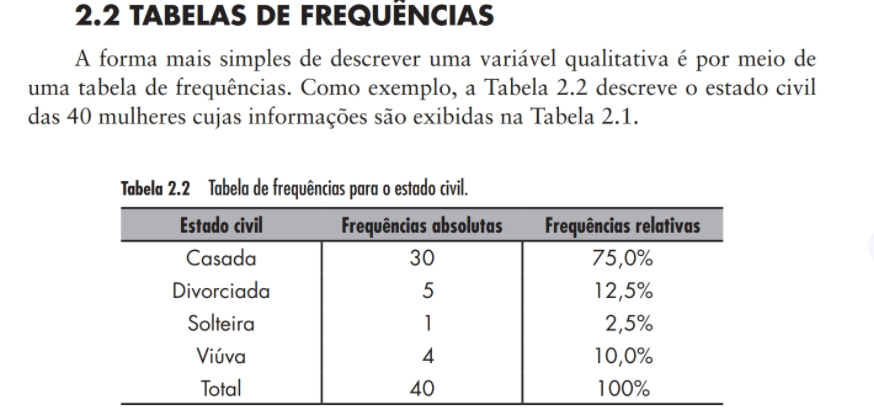 2.2 TABELAS DE FREQUÊNCIAS
A forma mais simples de descrever uma variável qualitativa é por meio de
uma tabela de frequências. Como exemplo, a Tabela 2.2 descreve o estado civil
das 40 mulheres cujas informações são exibidas na Tabela 2.1.
Tabela 2.2 Tabela de frequências para o estado civil.
Estado civil Frequências absolutas Frequências relativas
Casada 30 75,0%
Divorciada 5 12,5%
Solteira 1 2,5%
Viúva 4 10,0%
Total 40 100%